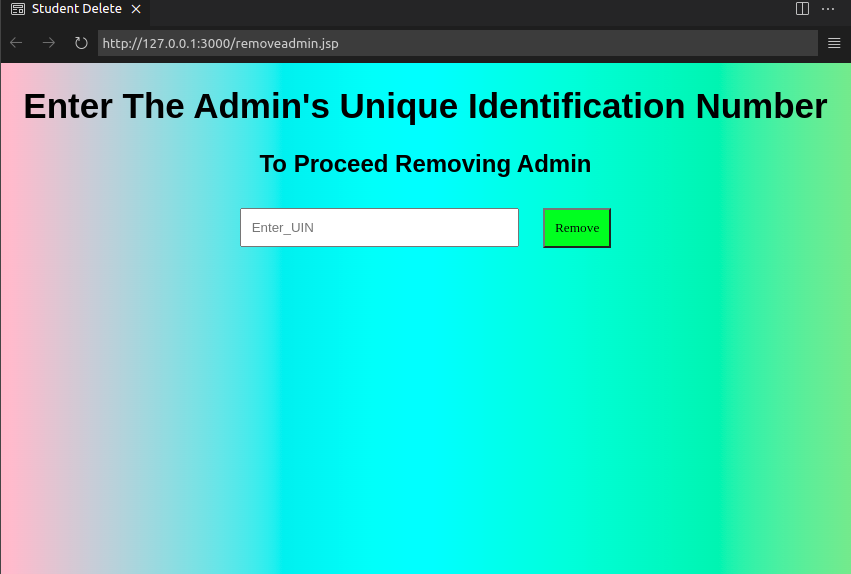 Student Delete
http://127.0.0.1:3000/removeadmin.jsp
Enter The Admin's Unique Identification Number
To Proceed Removing Admin
Enter_UIN Remove